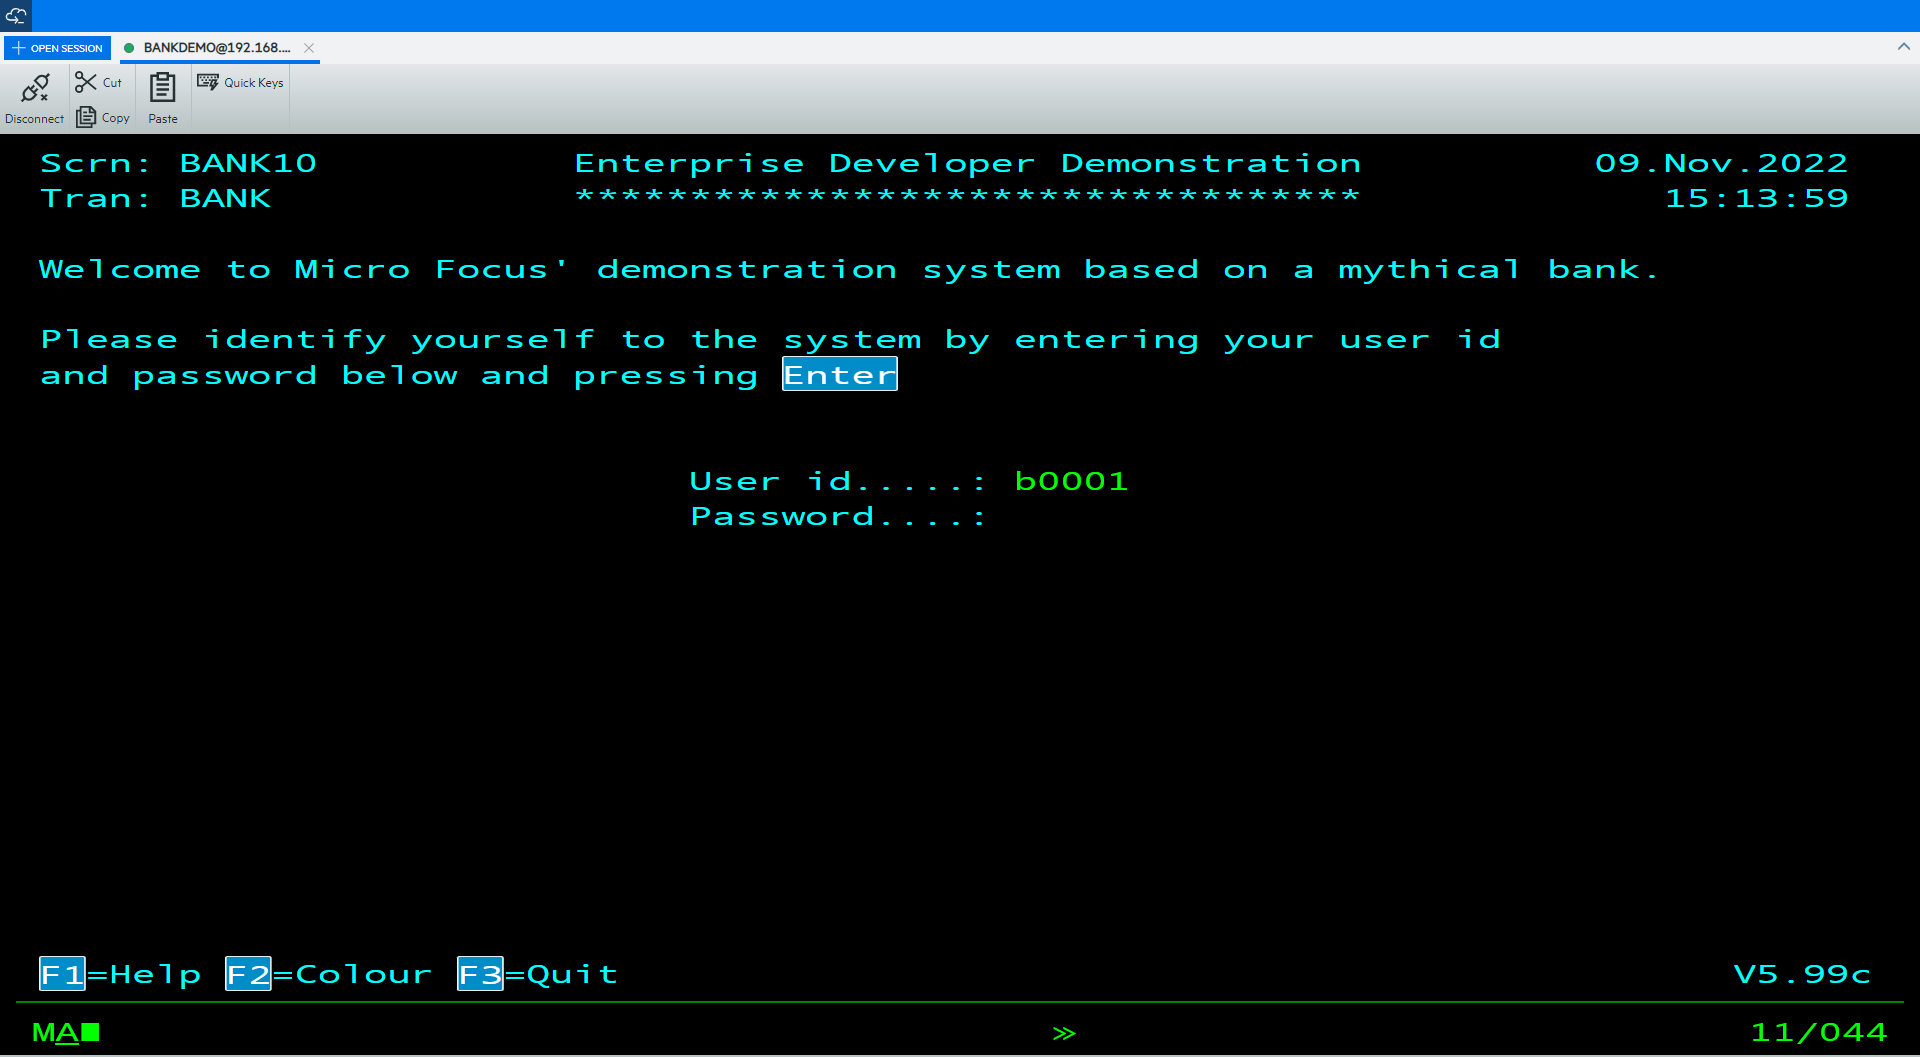 OPEN SESSION BANKDEMO@192.168....
Disconnect Cut Copy Paste Quick Keys
Scrn: BANK10 Enterprise Developer Demonstration 09.Nov.2022
Tran: BANK ********************************** 15:13:59
Welcome to Micro Focus' demonstration system based on a mythical bank.
Please identify yourself to the system by entering your user id
and password below and pressing Enter
User id.....: b0001
Password....:
F1=Help F2=Colour F3=Quit V5.99c
MA■ >> 11/044